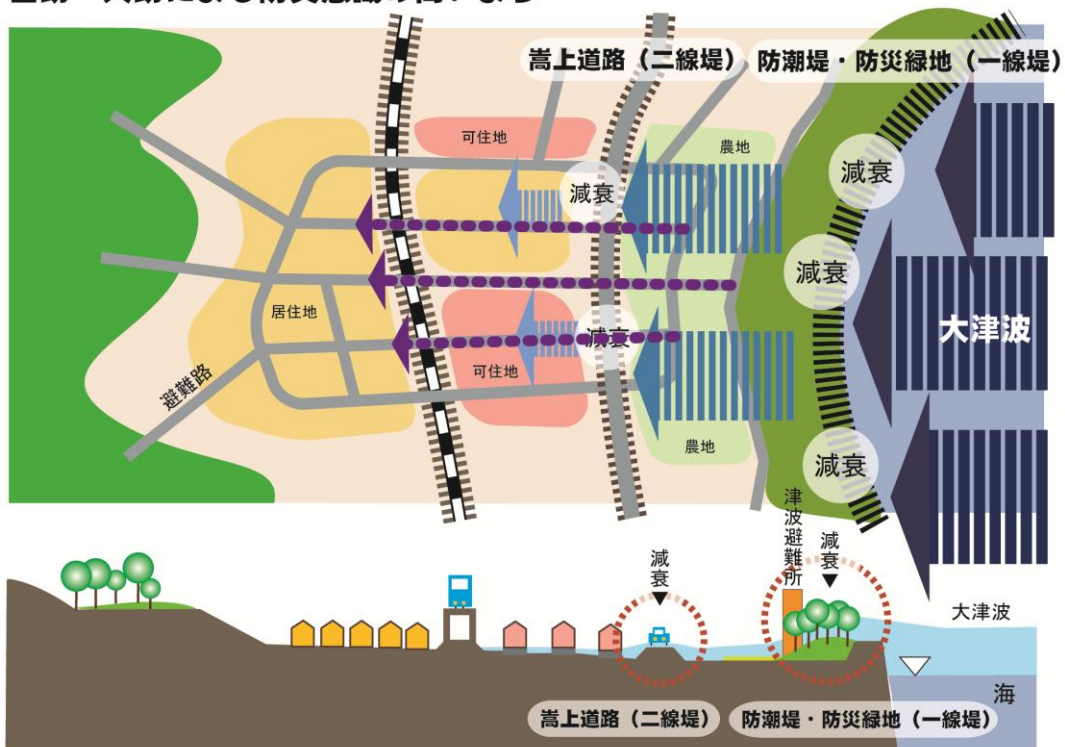 嵩上道路（二線堤）
防潮堤・防災緑地（一線堤）
可住地
農地
減衰
減衰
減衰
大津波
居住地
減衰
可住地
避難路
農地
減衰
津波避難所
減衰
減衰
大津波
海
嵩上道路（二線堤）
防潮堤・防災緑地（一線堤）